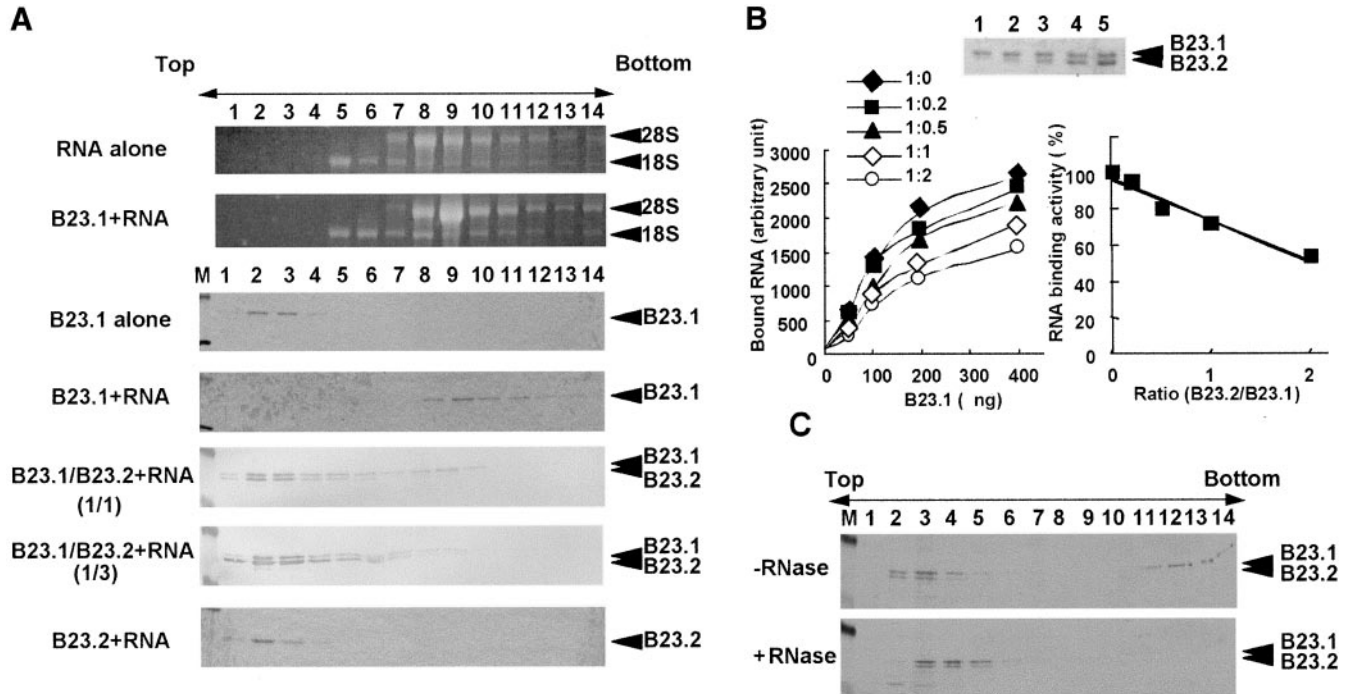 A
Top
Bottom
1 2 3 4 5 6 7 8 9 10 11 12 13 14
RNA alone
28S
18S
B23.1+RNA
28S
18S
M 1 2 3 4 5 6 7 8 9 10 11 12 13 14
B23.1 alone
B23.1
B23.1+RNA
B23.1
B23.1/B23.2+RNA
(1/1)
B23.1
B23.2
B23.1/B23.2+RNA
(1/3)
B23.1
B23.2
B23.2+RNA
B23.2
B
1 2 3 4 5
B23.1
B23.2
1:0
1:0.2
1:0.5
1:1
1:2
Bound RNA (arbitrary unit)
3000
2500
2000
1500
1000
500
0
0 100 200 300 400
B23.1 ( ng)
RNA binding activity ( %)
100
80
60
40
20
0
0 1 2
Ratio (B23.2/B23.1)
C
Top
Bottom
M 1 2 3 4 5 6 7 8 9 10 11 12 13 14
-RNase
B23.1
B23.2
+RNase
B23.1
B23.2